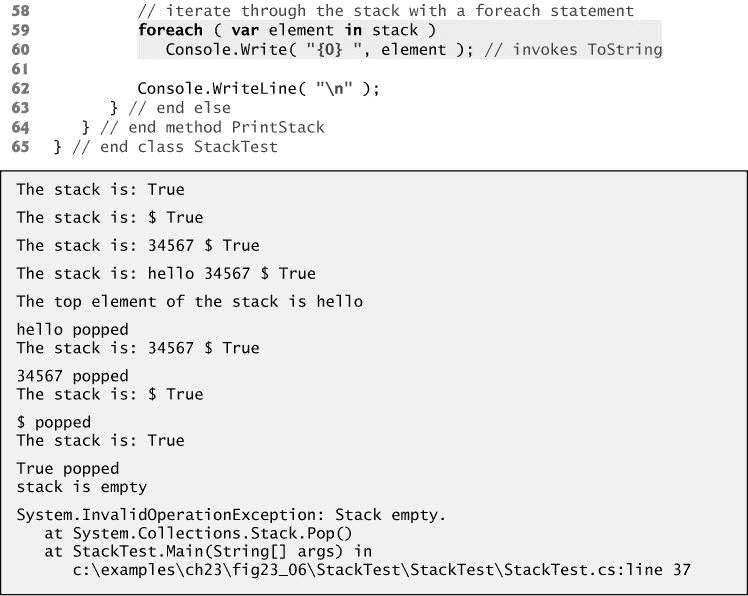 58 // iterate through the stack with a foreach statement
59 foreach ( var element in stack )
60 Console.Write( "{0} ", element ); // invokes ToString
61
62 Console.WriteLine( "\n" );
63 } // end else
64 } // end method PrintStack
65 } // end class StackTest
The stack is: True
The stack is: $ True
The stack is: 34567 $ True
The stack is: hello 34567 $ True
The top element of the stack is hello
hello popped
The stack is: 34567 $ True
34567 popped
The stack is: $ True
$ popped
The stack is: True
True popped
stack is empty
System.InvalidOperationException: Stack empty.
at System.Collections.Stack.Pop()
at StackTest.Main(String[] args) in
c:\examples\ch23\fig23_06\StackTest\StackTest\StackTest.cs:line 37